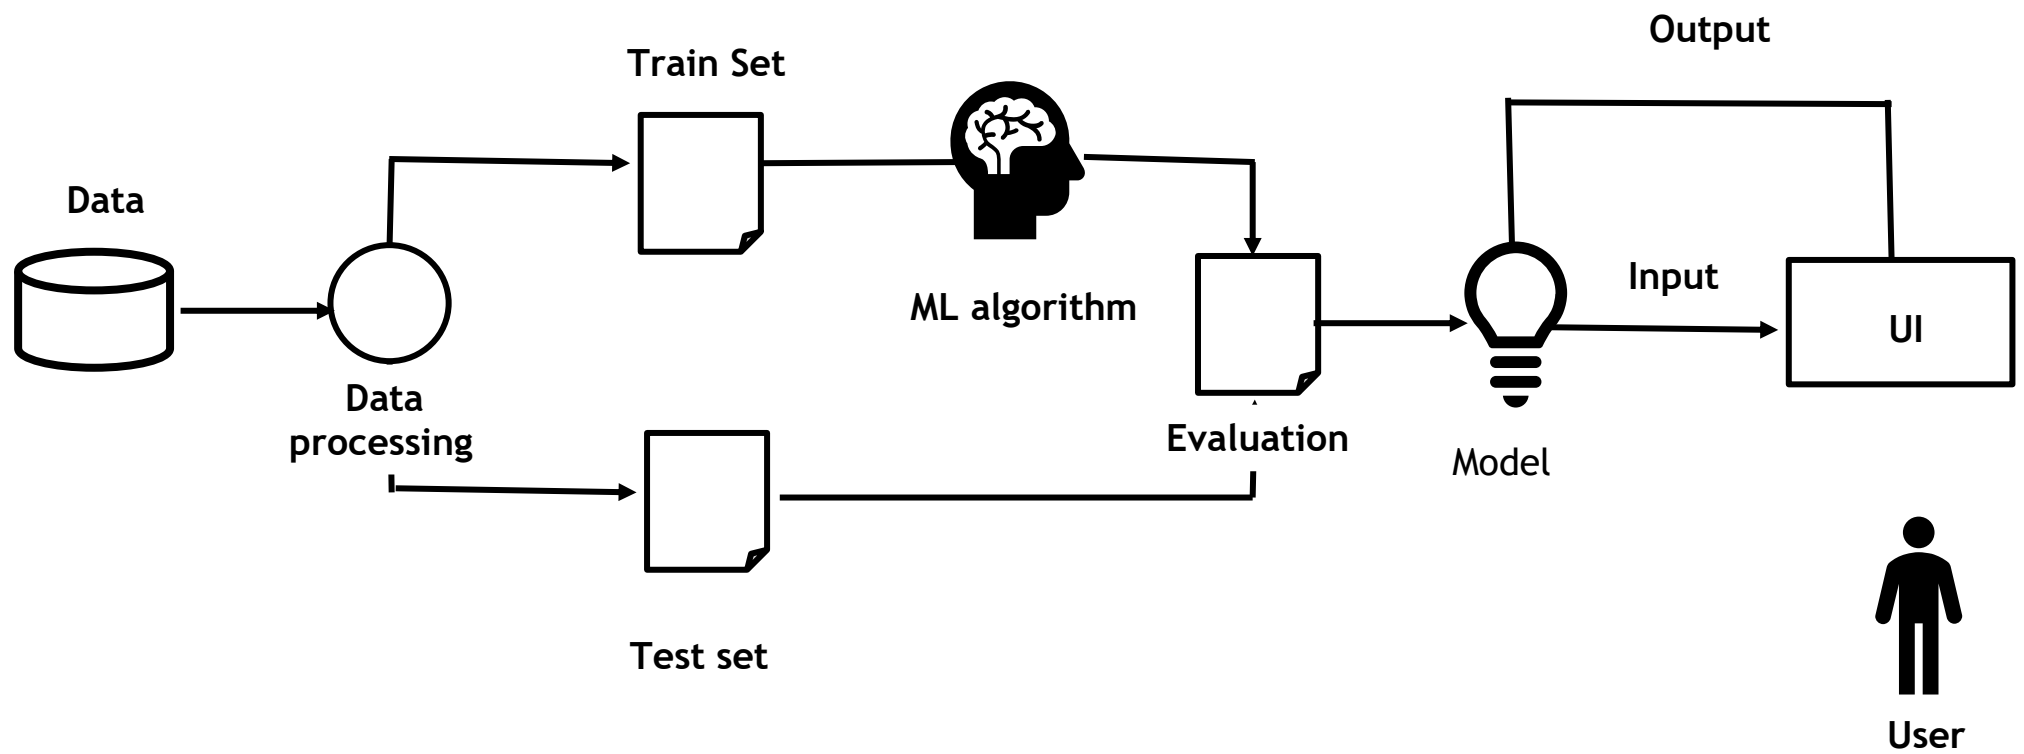 Output
Train Set
Data
Input
ML algorithm
UI
Data
processing
Evaluation
Model
Test set
User